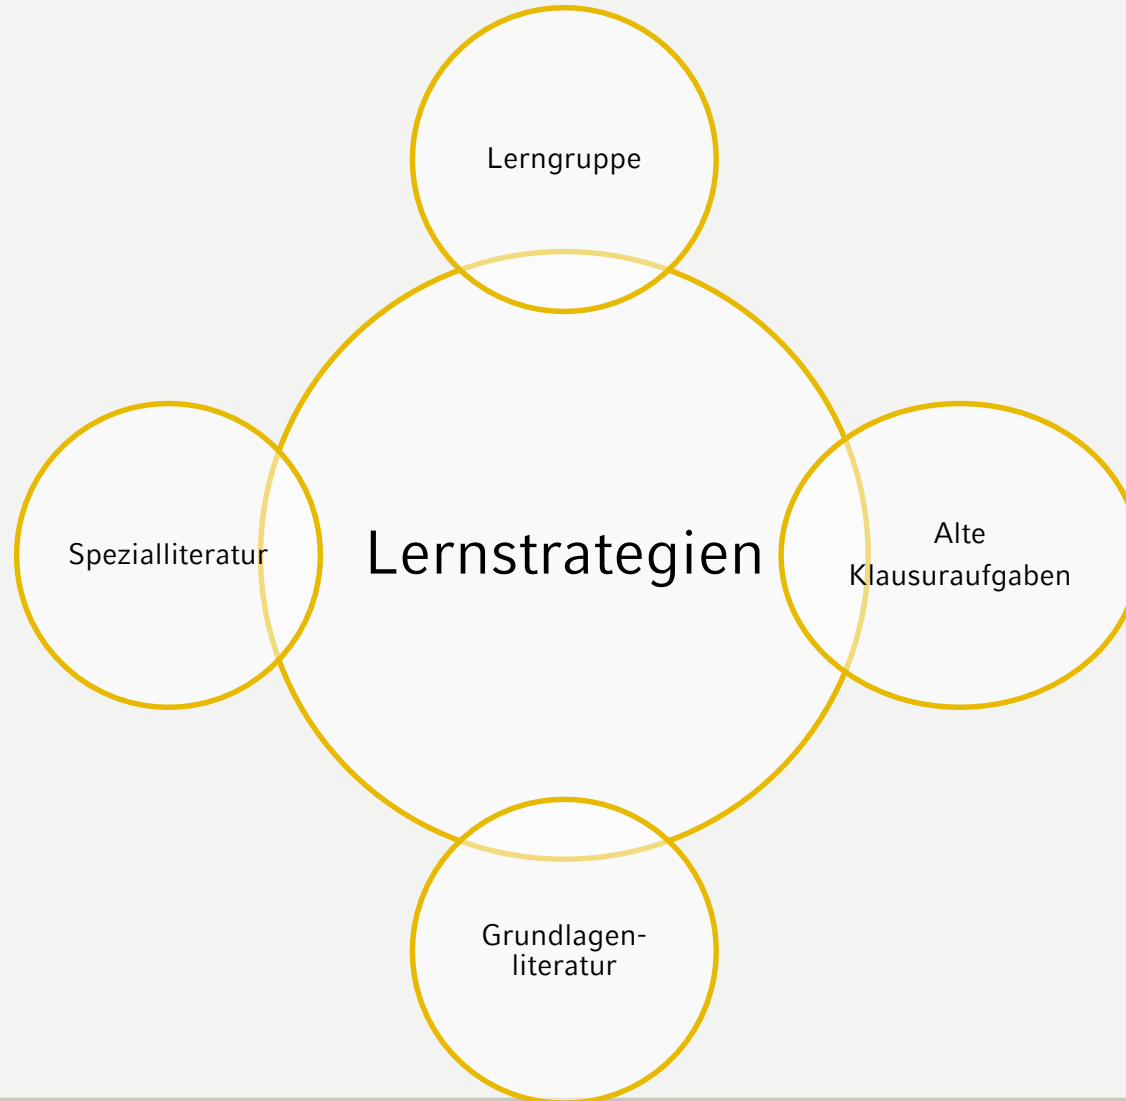 Lerngruppe
Spezialliteratur
Lernstrategien
Alte
Klausuraufgaben
Grundlagen-
literatur